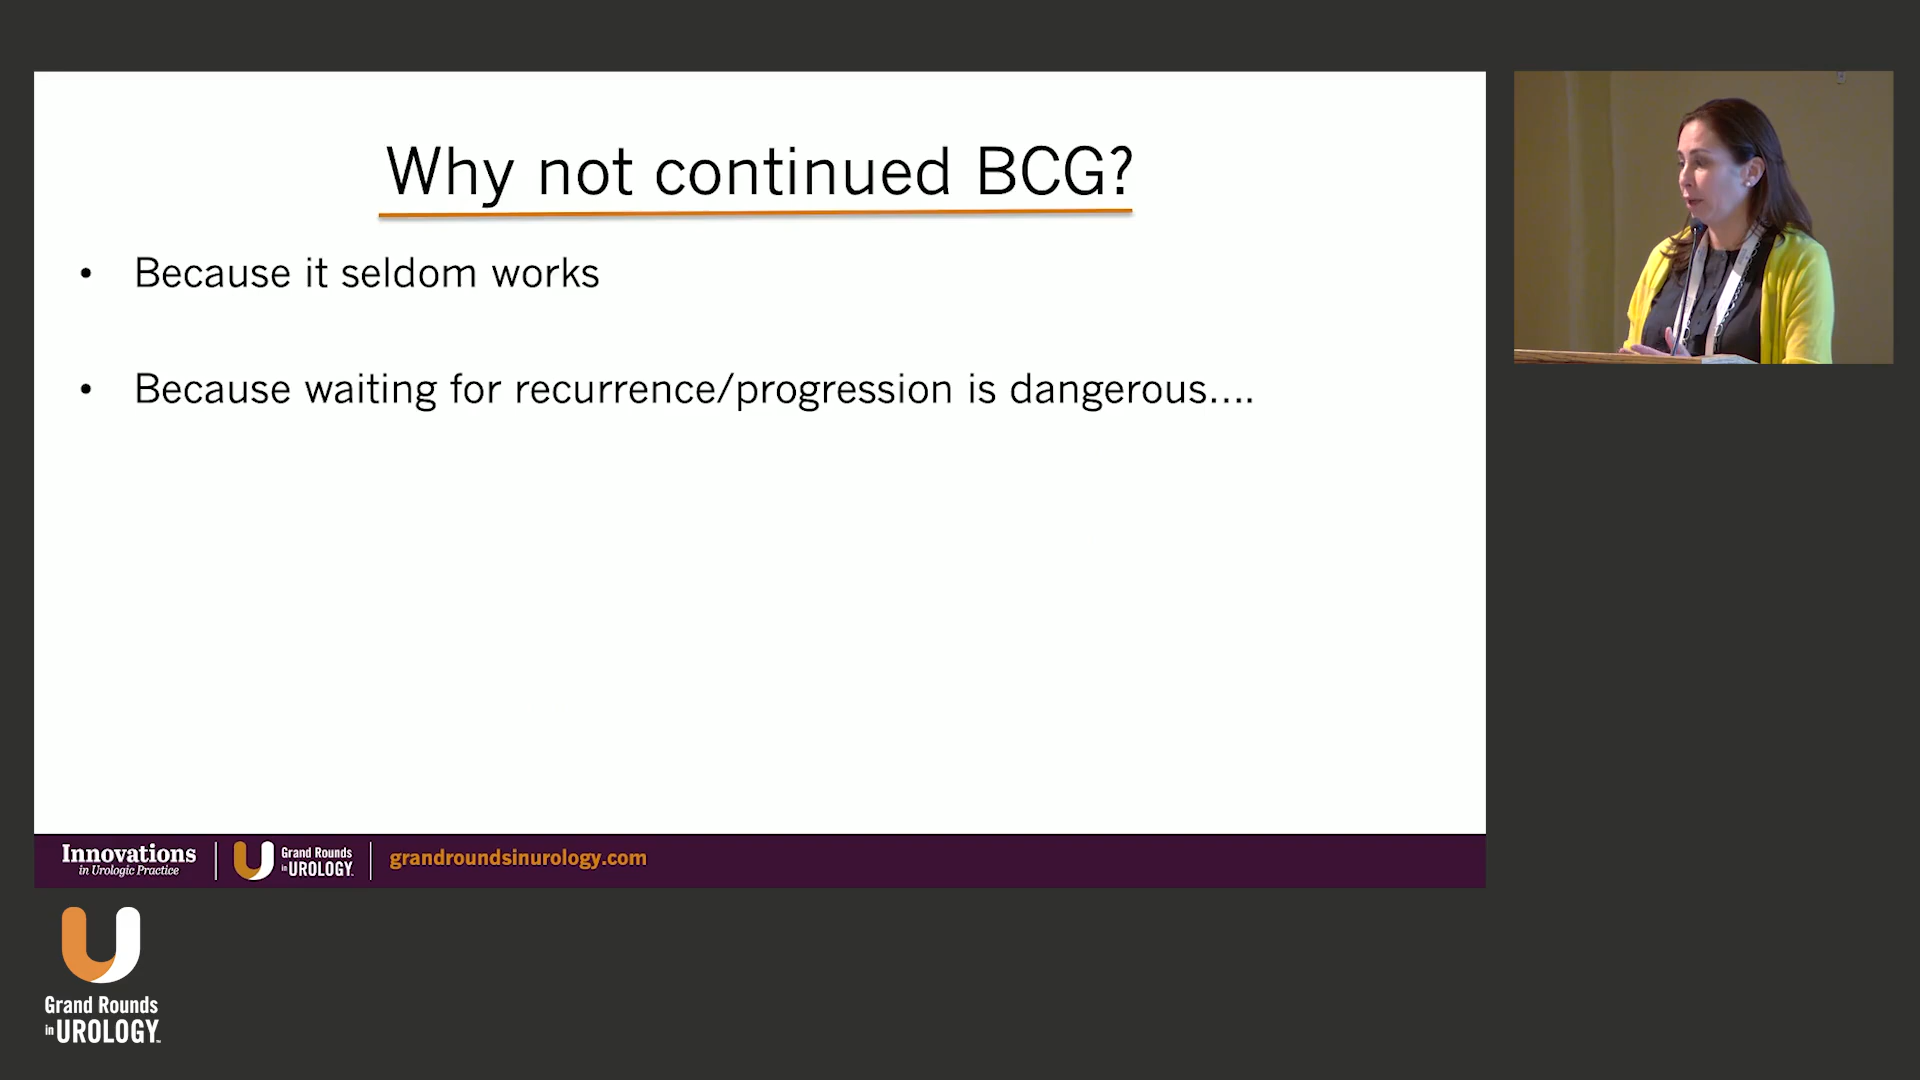 Why not continued BCG?
• Because it seldom works
• Because waiting for recurrence/progression is dangerous....
Innovations
in Urologic Practice
Grand Rounds
in UROLOGY
grandroundsinurology.com
Grand Rounds
in UROLOGY